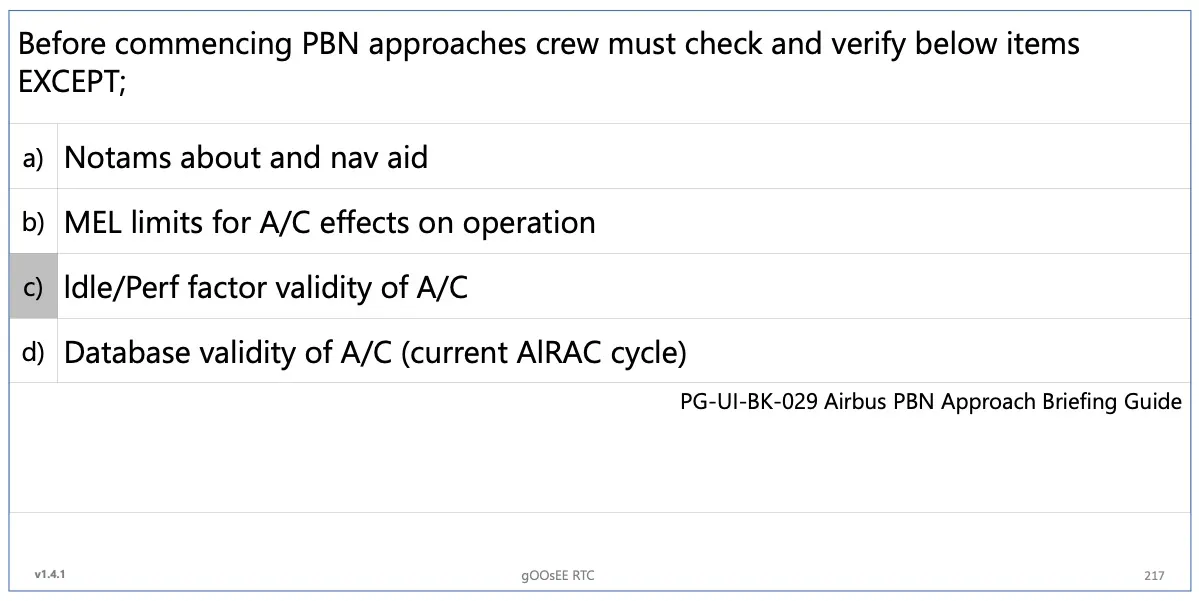 Before commencing PBN approaches crew must check and verify below items
EXCEPT;
a) Notams about and nav aid
b) MEL limits for A/C effects on operation
c) ldle/Perf factor validity of A/C
d) Database validity of A/C (current AlRAC cycle)
PG-UI-BK-029 Airbus PBN Approach Briefing Guide
v1.4.1 gOOsEE RTC 217